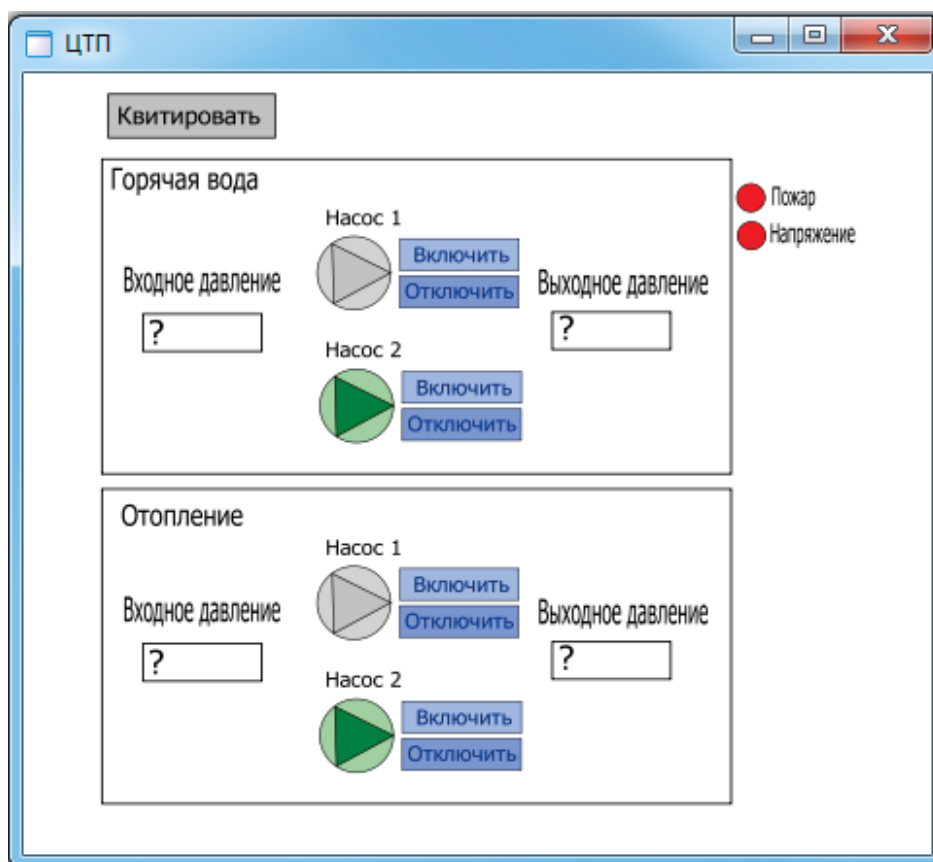 ЦТП
Квитировать
Горячая вода
Пожар
Напряжение
Насос 1
Включить
Отключить
Входное давление
?
Выходное давление
?
Насос 2
Включить
Отключить
Отопление
Насос 1
Включить
Отключить
Входное давление
?
Выходное давление
?
Насос 2
Включить
Отключить